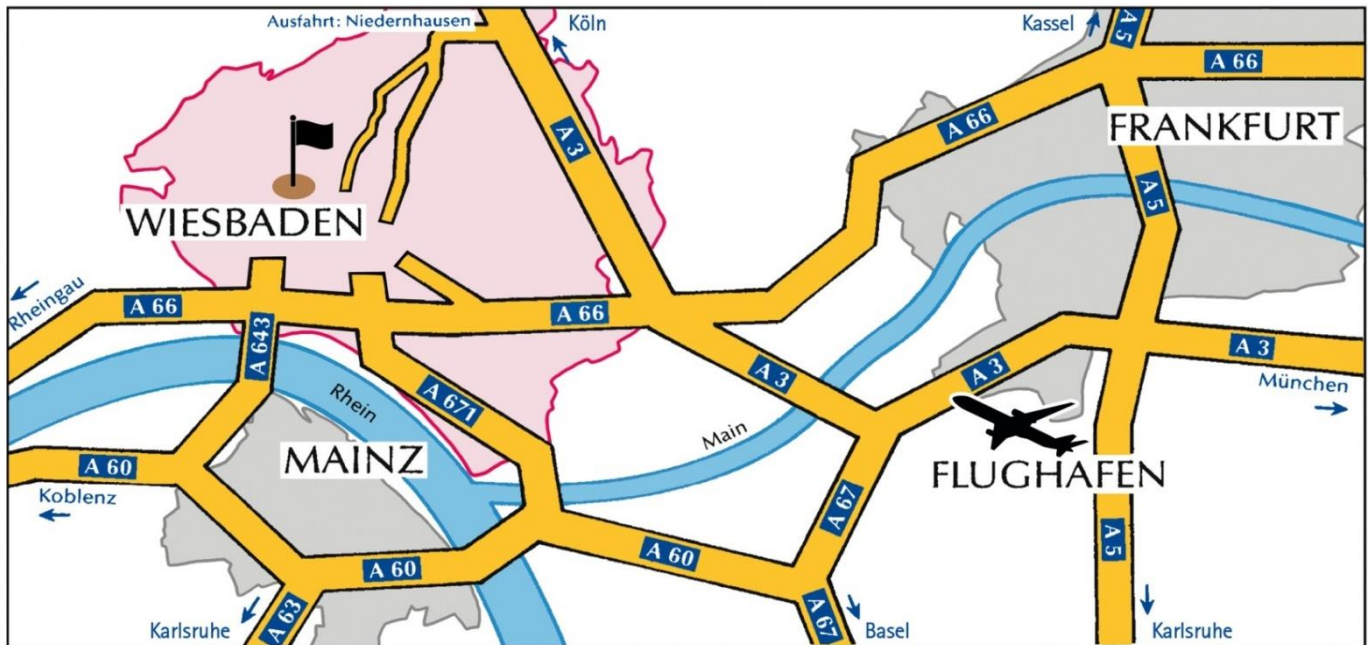 Ausfahrt: Niedernhausen
Köln
Kassel
A 5
A 66
A 66
FRANKFURT
A 3
A 5
WIESBADEN
Rheingau
A 66
A 66
A 643
A 3
A 3
A 3
München
Rhein
A 671
Main
MAINZ
A 60
Koblenz
FLUGHAFEN
A 67
A 5
A 60
A 60
Karlsruhe
A 63
A 67
Basel
Karlsruhe